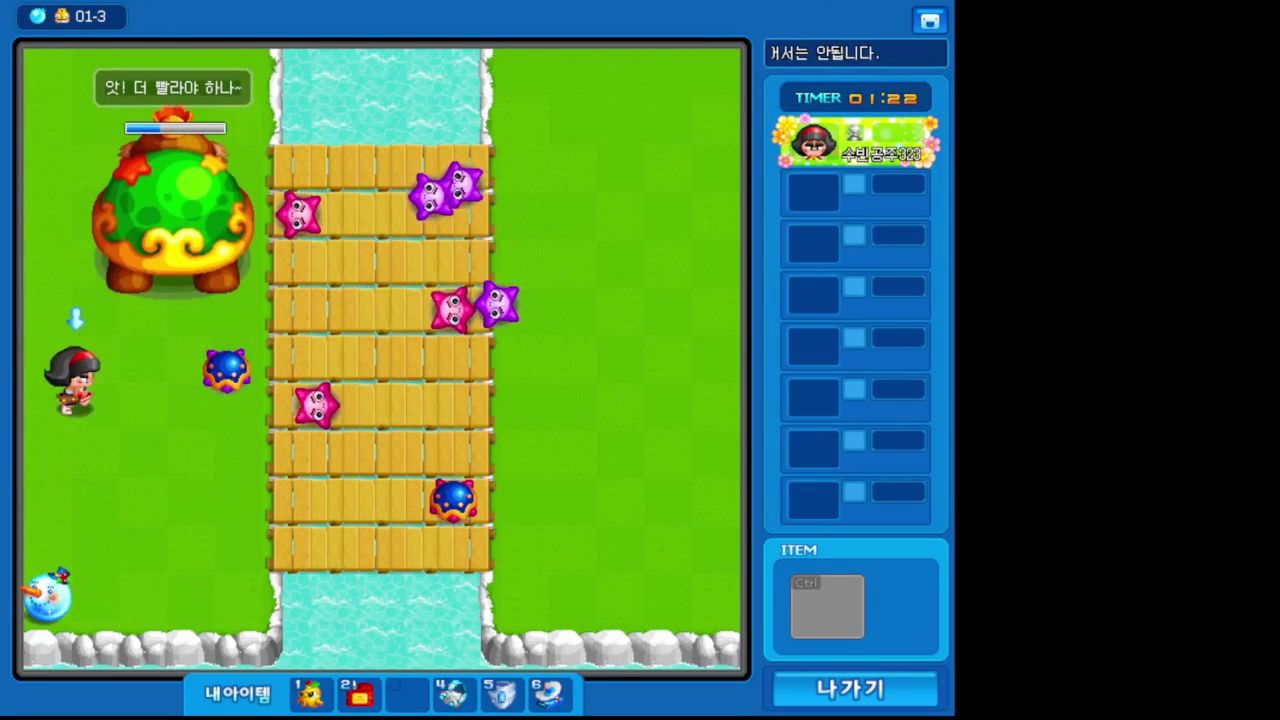 01-3
서는 안됩니다.
앗! 더 빨라야 하나~
TIMER 01:22
수빈공주023
ITEM
Ctrl
내아이템
1 2 4 5 6
나가기